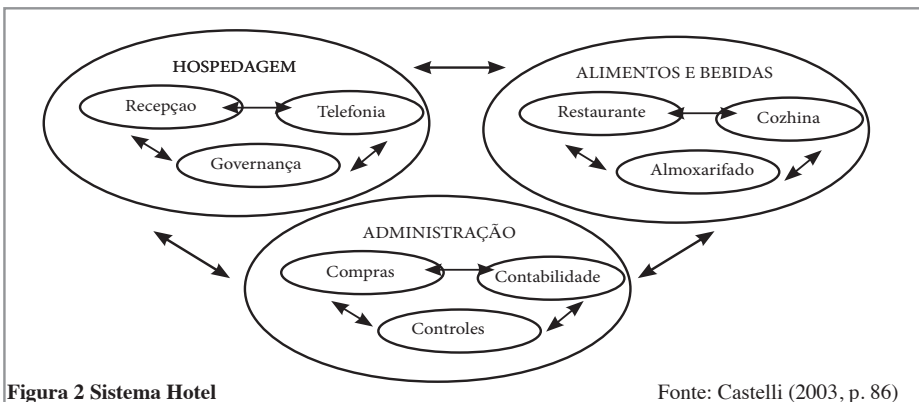 HOSPEDAGEM
Recepçao
Telefonia
Governança
ALIMENTOS E BEBIDAS
Restaurante
Cozhina
Almoxarifado
ADMINISTRAÇÃO
Compras
Contabilidade
Controles
Figura 2 Sistema Hotel
Fonte: Castelli (2003, p. 86)